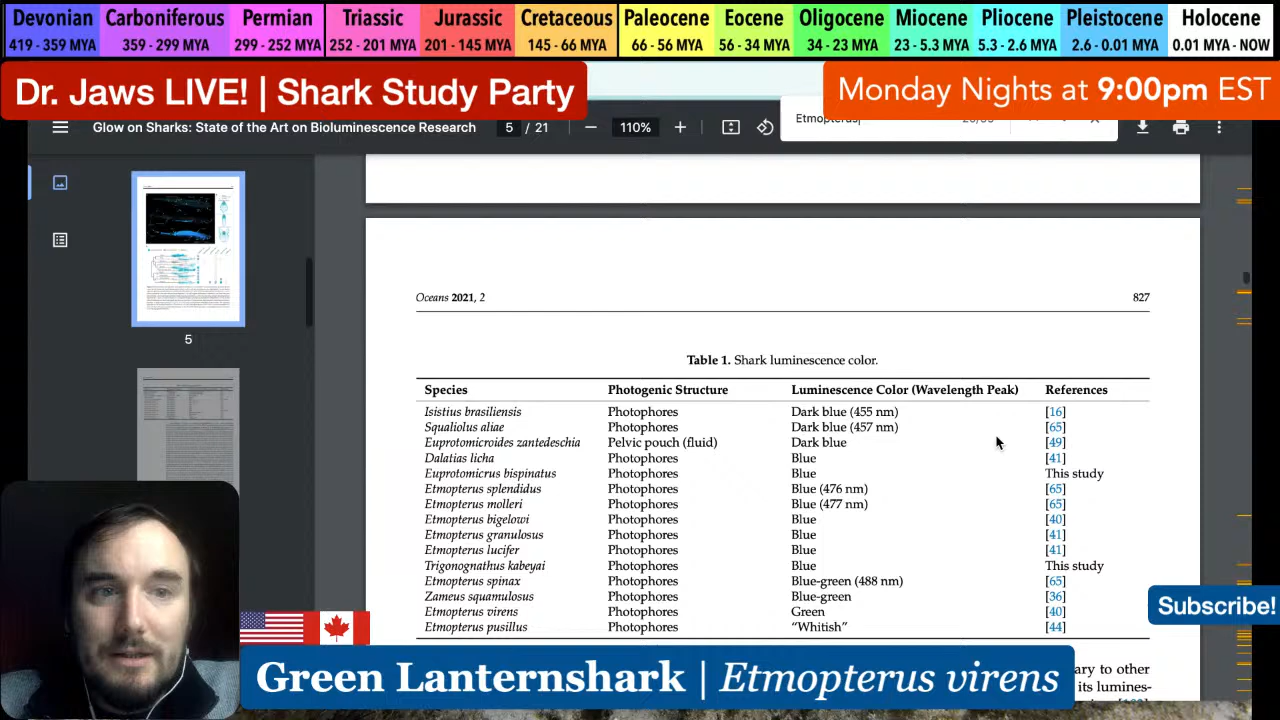 Devonian Carboniferous Permian Triassic Jurassic Cretaceous Paleocene Eocene Oligocene Miocene Pliocene Pleistocene Holocene
419 - 359 MYA 359 - 299 MYA 299 - 252 MYA 252 - 201 MYA 201 - 145 MYA 145 - 66 MYA 66 - 56 MYA 56 - 34 MYA 34 - 23 MYA 23 - 5.3 MYA 5.3 - 2.6 MYA 2.6 - 0.01 MYA 0.01 MYA - NOW
Dr. Jaws LIVE! | Shark Study Party
Monday Nights at 9:00pm EST
Glow on Sharks: State of the Art on Bioluminescence Research 5 / 21 110% Etmopterus
Oceans 2021, 2 827
Table 1. Shark luminescence color.
Species Photogenic Structure Luminescence Color (Wavelength Peak) References
Isistius brasiliensis Photophores Dark blue (455 nm) [16]
Squaliolus aliae Photophores Dark blue (457 nm) [65]
Euprotomicroides zantedeschia Pelvic pouch (fluid) Dark blue [49]
Dalatias licha Photophores Blue [41]
Euprotomicrus bispinatus Photophores Blue This study
Etmopterus splendidus Photophores Blue (476 nm) [65]
Etmopterus molleri Photophores Blue (477 nm) [65]
Etmopterus bigelowi Photophores Blue [40]
Etmopterus granulosus Photophores Blue [41]
Etmopterus lucifer Photophores Blue [41]
Trigonognathus kabeyai Photophores Blue This study
Etmopterus spinax Photophores Blue-green (488 nm) [65]
Zameus squamulosus Photophores Blue-green [36]
Etmopterus virens Photophores Green [40]
Etmopterus pusillus Photophores “Whitish” [44]
5
Subscribe!
Green Lanternshark | Etmopterus virens
ary to other
its lumines-